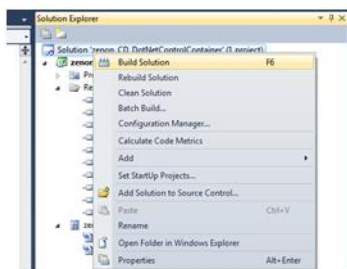 Solution Explorer
Solution 'zenon_CD_DotNetControlContainer' (1 project)
zenon
Build Solution F6
Rebuild Solution
Clean Solution
Batch Build...
Configuration Manager...
Calculate Code Metrics
Add
Set StartUp Projects...
Add Solution to Source Control...
Paste Ctrl+V
Rename
Open Folder in Windows Explorer
Properties Alt+Enter